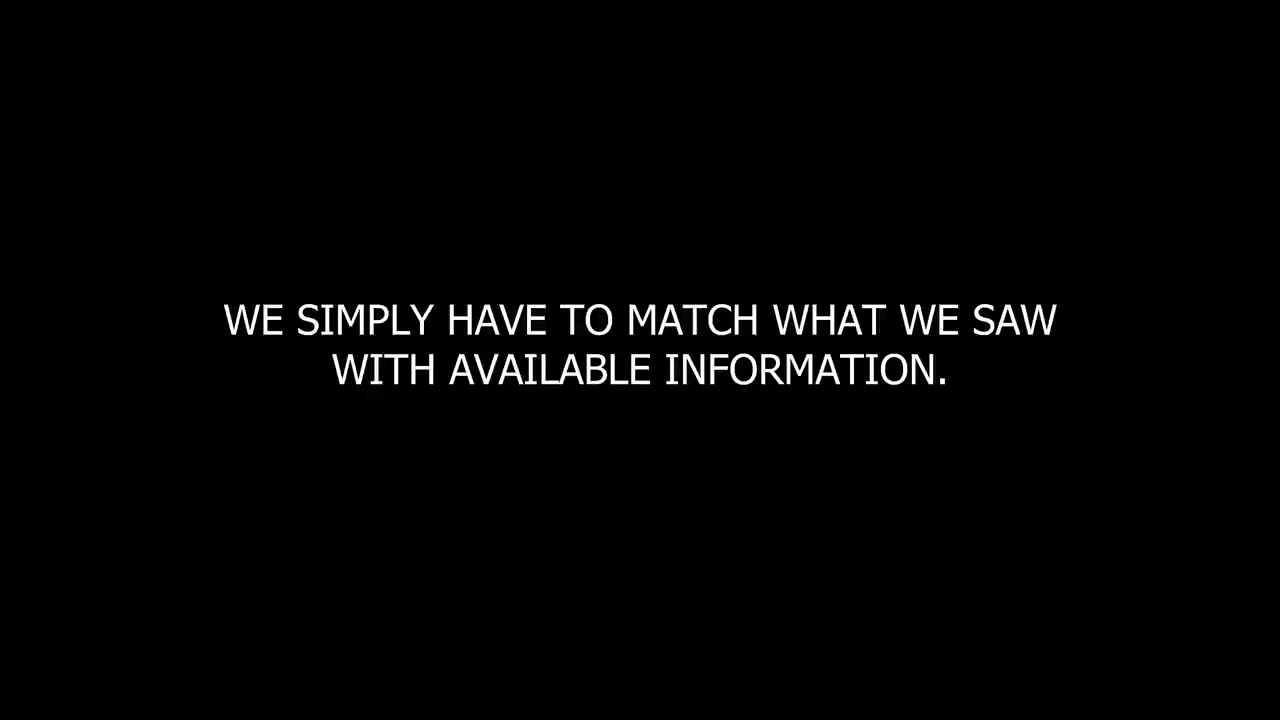 WE SIMPLY HAVE TO MATCH WHAT WE SAW
WITH AVAILABLE INFORMATION.